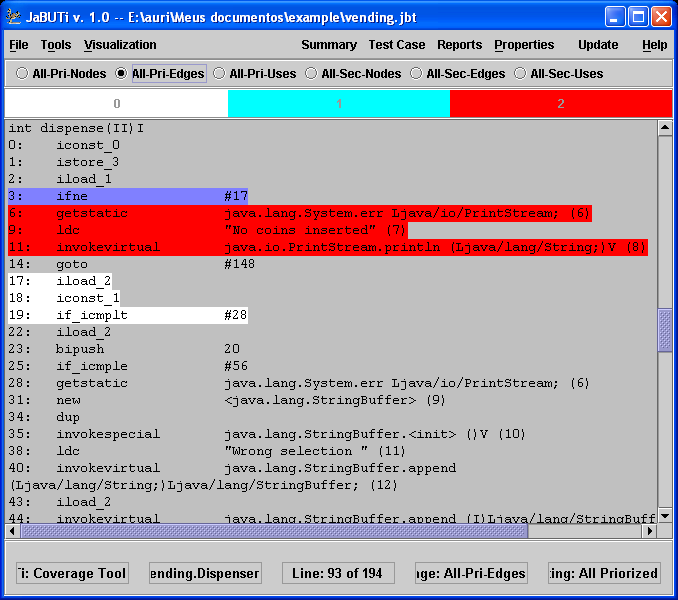 JaBUTi v. 1.0 -- E:\auri\Meus documentos\example\vending.jbt
File Tools Visualization Summary Test Case Reports Properties Update Help
All-Pri-Nodes All-Pri-Edges All-Pri-Uses All-Sec-Nodes All-Sec-Edges All-Sec-Uses
0 1 2
int dispense(II)I
0: iconst_0
1: istore_3
2: iload_1
3: ifne #17
6: getstatic java.lang.System.err Ljava/io/PrintStream; (6)
9: ldc "No coins inserted" (7)
11: invokevirtual java.io.PrintStream.println (Ljava/lang/String;)V (8)
14: goto #148
17: iload_2
18: iconst_1
19: if_icmplt #28
22: iload_2
23: bipush 20
25: if_icmple #56
28: getstatic java.lang.System.err Ljava/io/PrintStream; (6)
31: new <java.lang.StringBuffer> (9)
34: dup
35: invokespecial java.lang.StringBuffer.<init> ()V (10)
38: ldc "Wrong selection " (11)
40: invokevirtual java.lang.StringBuffer.append
(Ljava/lang/String;)Ljava/lang/StringBuffer; (12)
43: iload_2
44: invokevirtual java.lang.StringBuffer.append (I)Ljava/lang/StringBuff
Ti: Coverage Tool ending.Dispenser Line: 93 of 194 ge: All-Pri-Edges ing: All Priorized